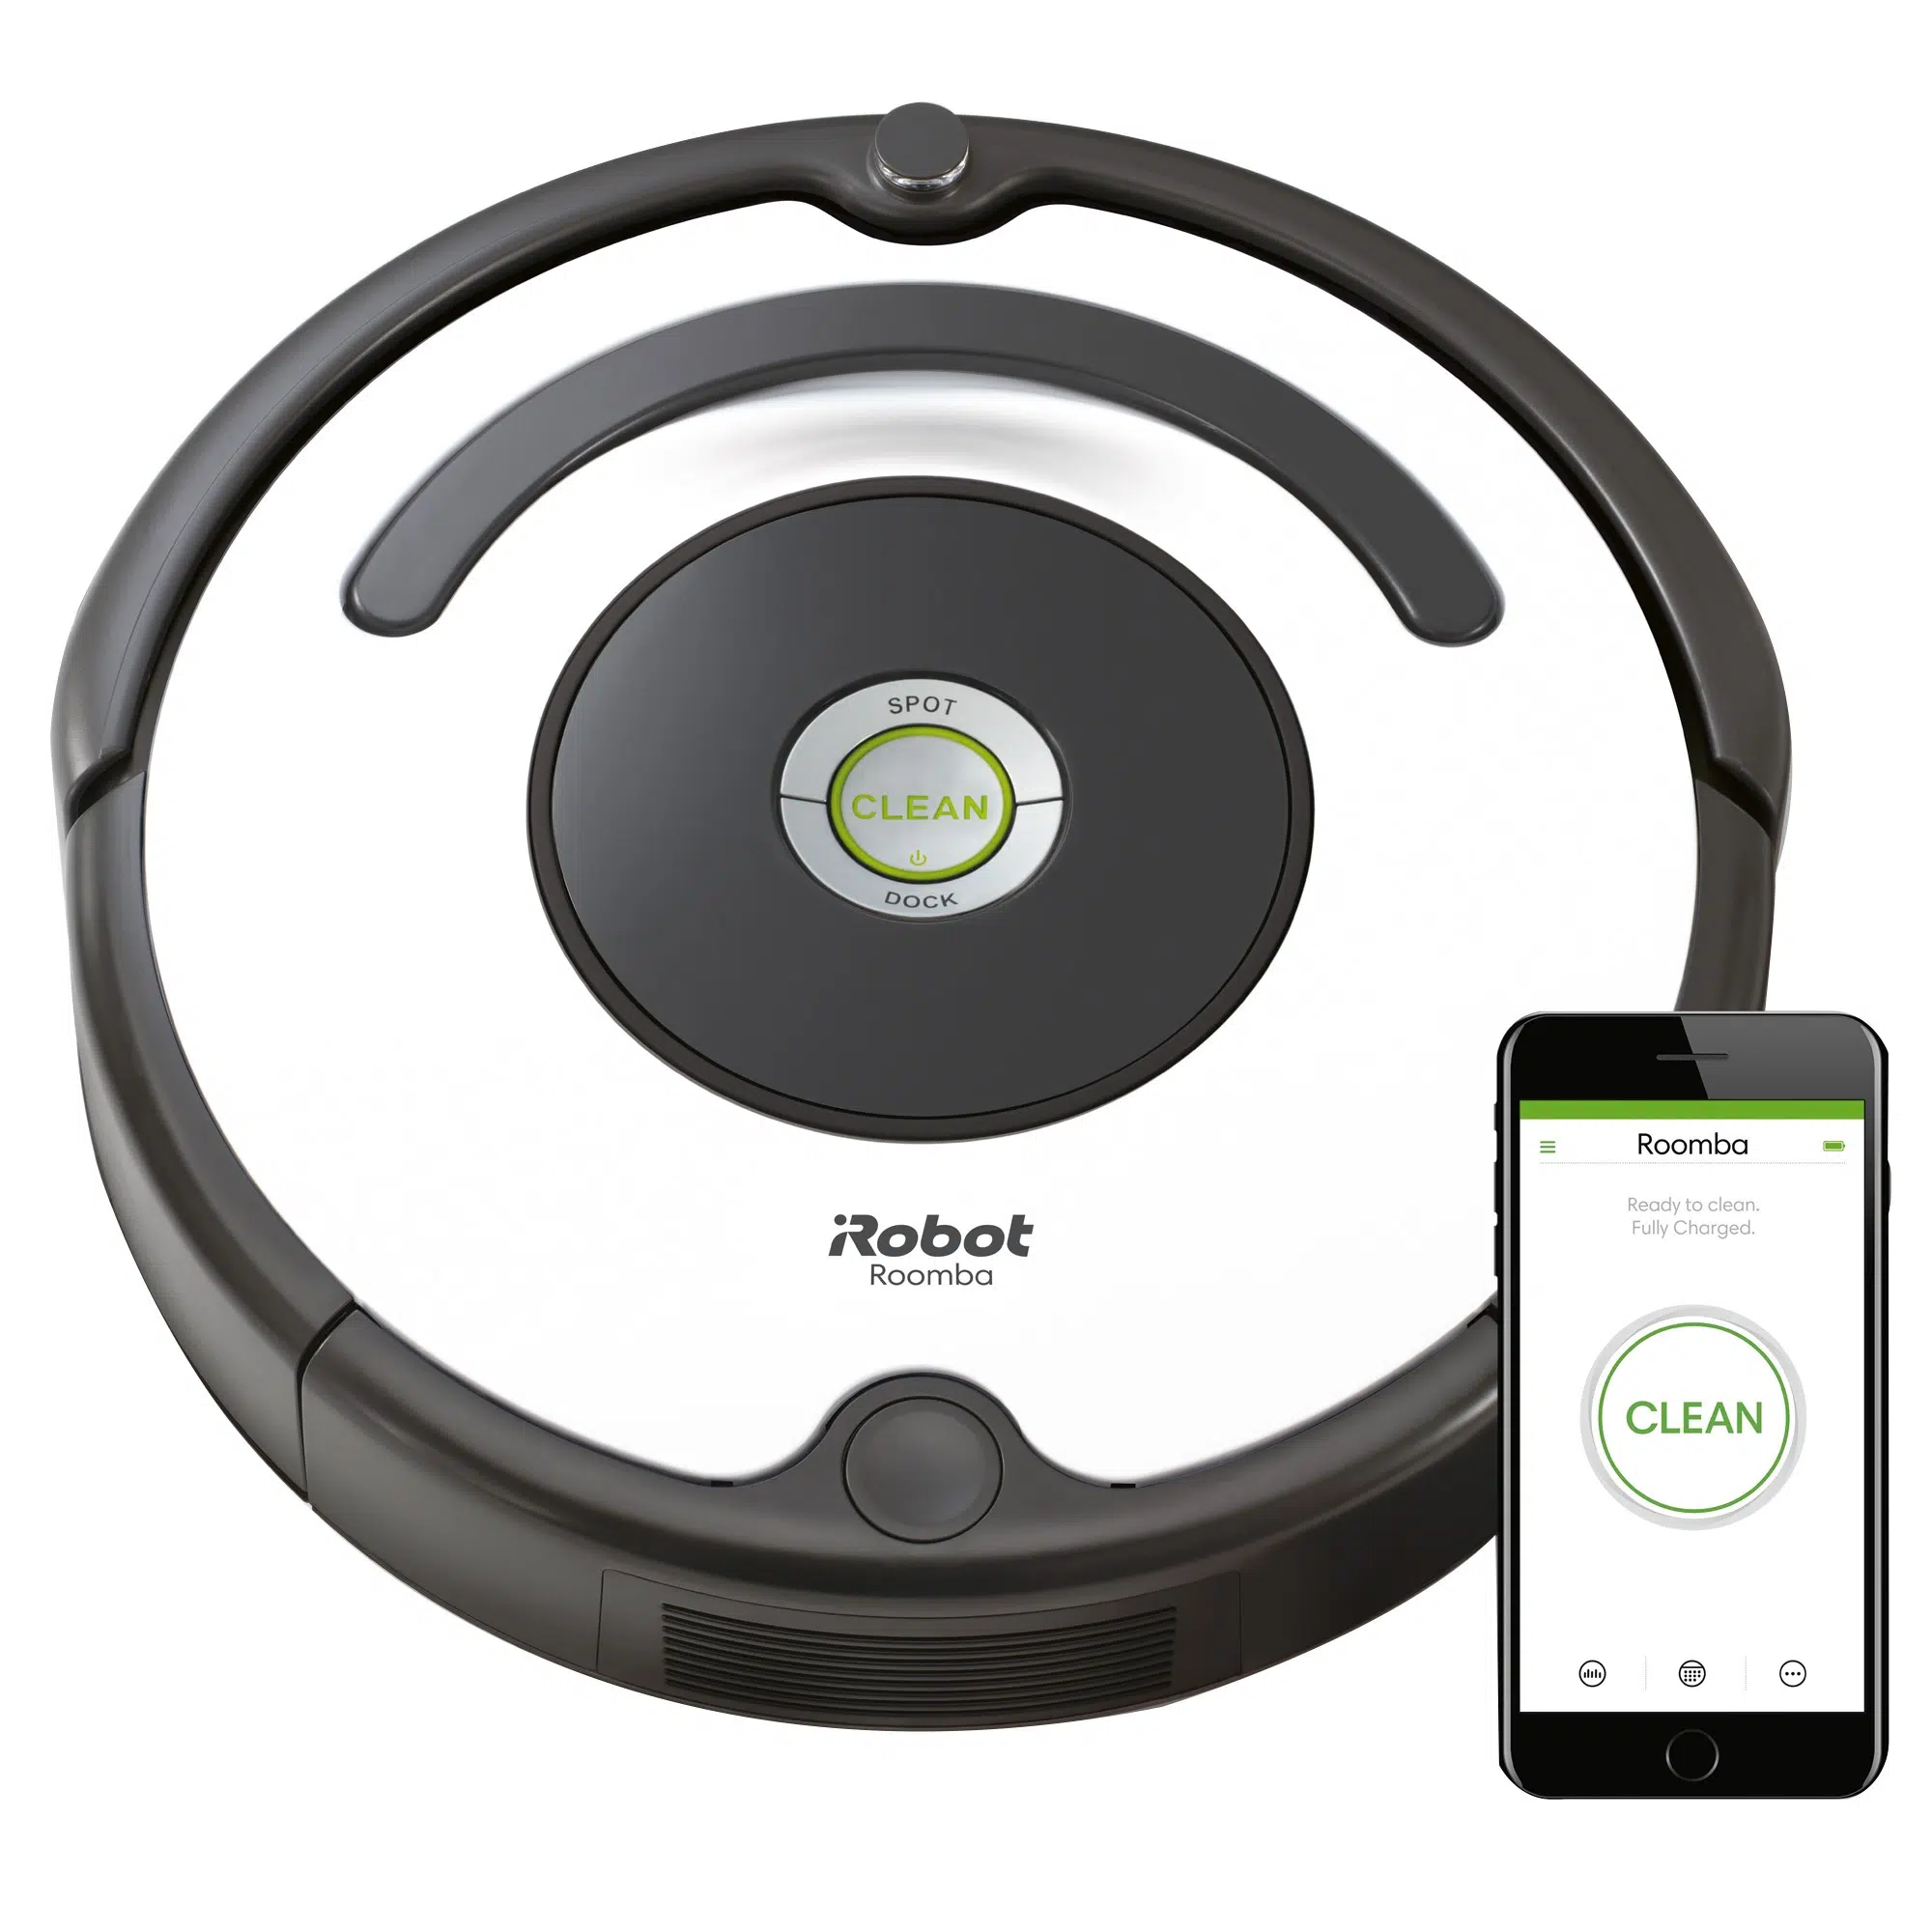 SPOT
CLEAN
DOCK
iRobot
Roomba
Roomba
Ready to clean.
Fully Charged.
CLEAN